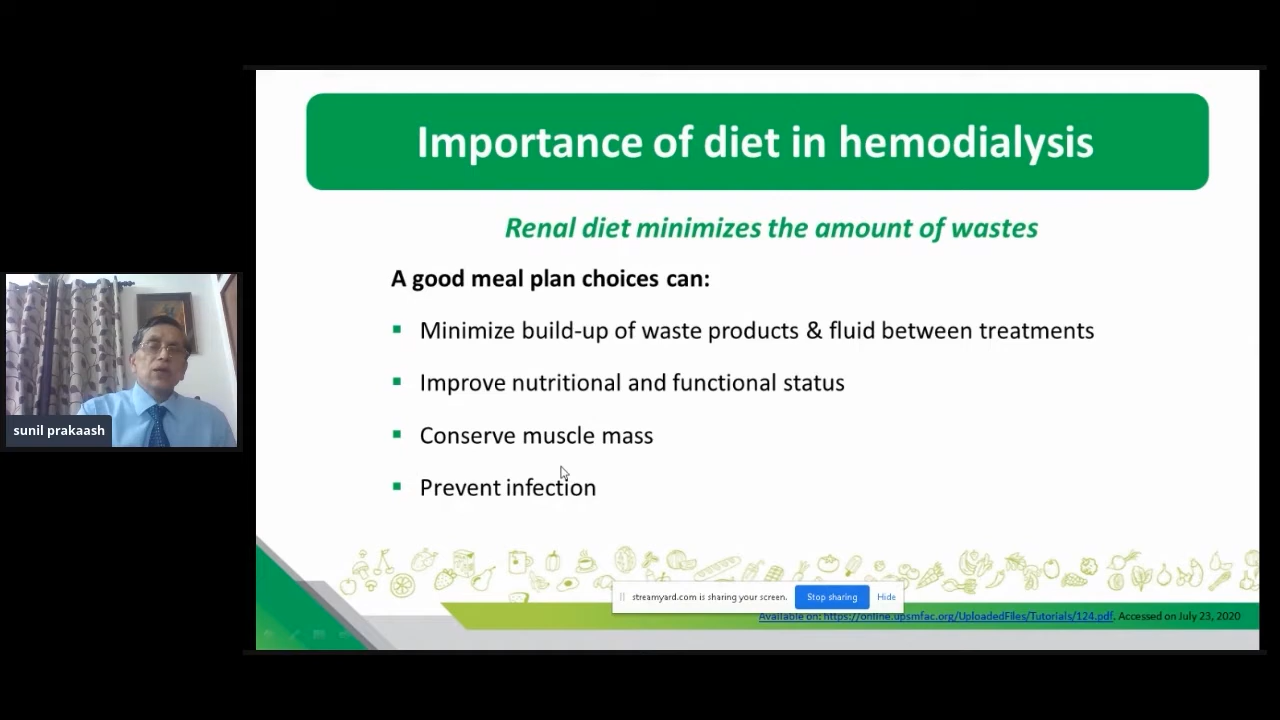 Importance of diet in hemodialysis
Renal diet minimizes the amount of wastes
A good meal plan choices can:
Minimize build-up of waste products & fluid between treatments
Improve nutritional and functional status
Conserve muscle mass
Prevent infection
sunil prakaash
streamyard.com is sharing your screen. Stop sharing Hide
Available on: https://online.upsmfac.org/UploadedFiles/Tutorials/124.pdf. Accessed on July 23, 2020